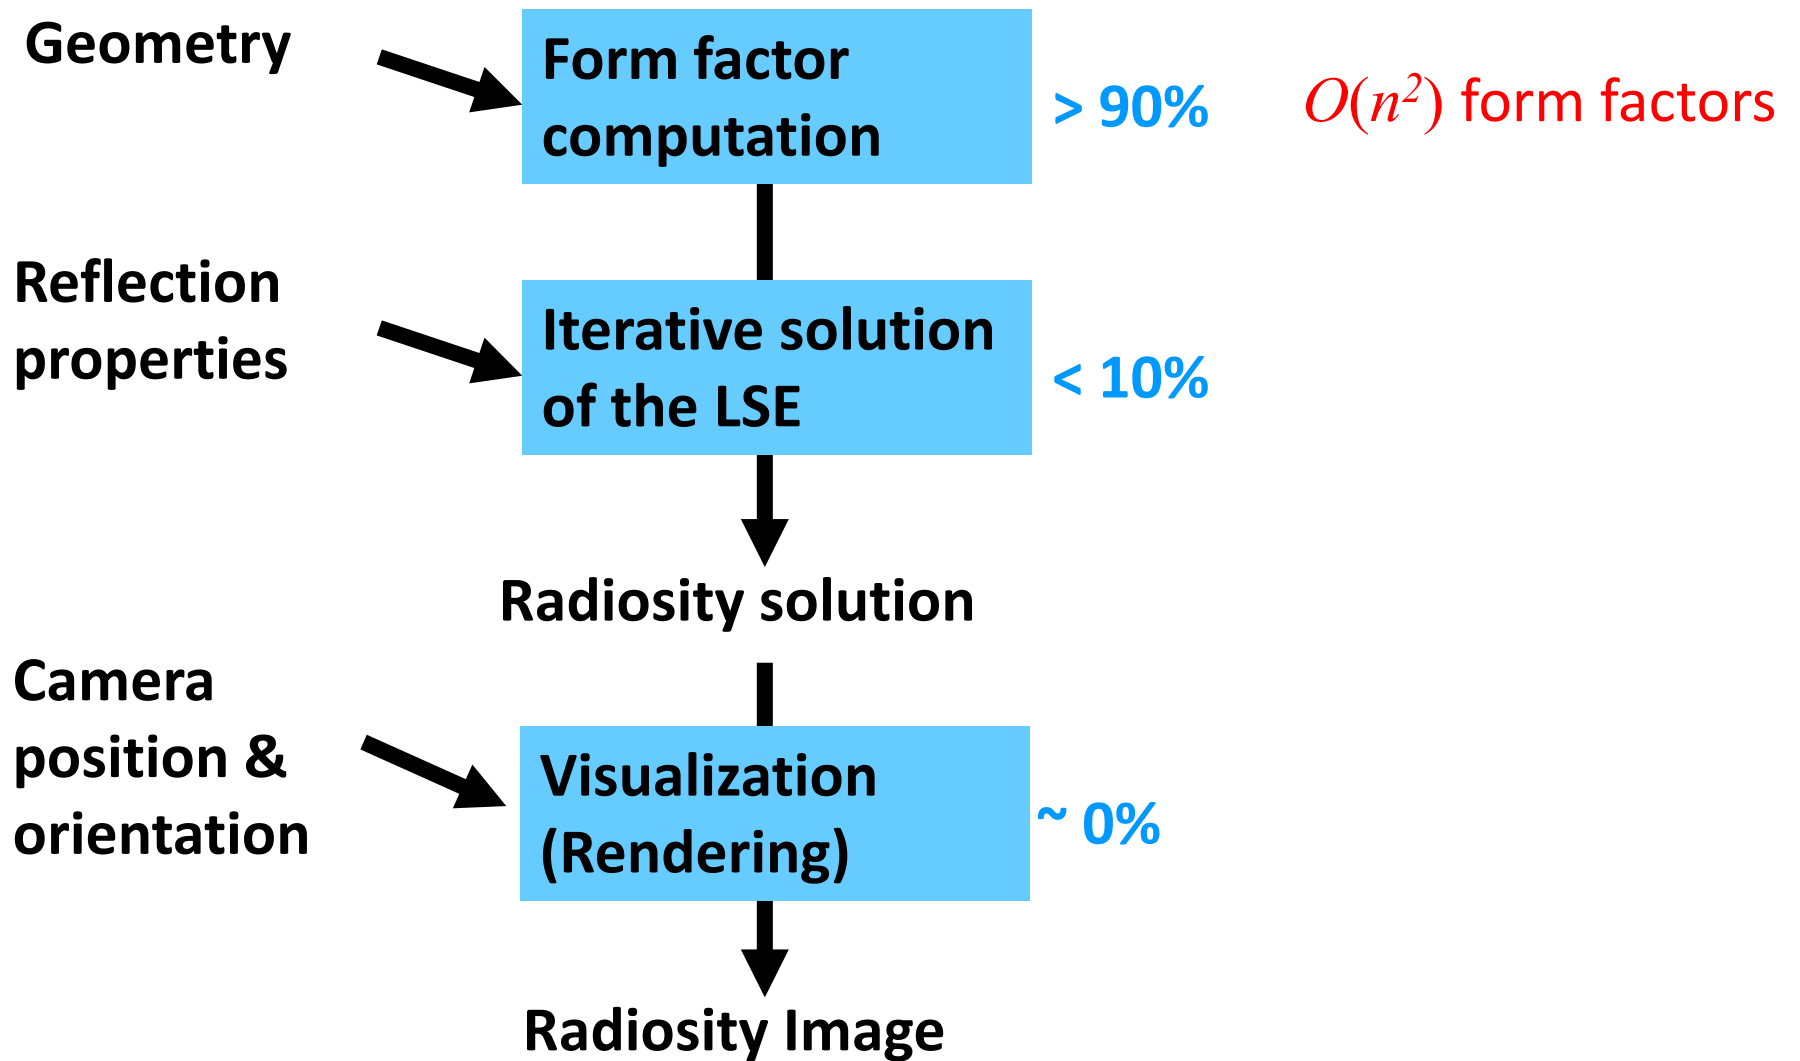 Geometry
Form factor
computation
> 90%
O(n²) form factors
Reflection
properties
Iterative solution
of the LSE
< 10%
Radiosity solution
Camera
position &
orientation
Visualization
(Rendering)
~ 0%
Radiosity Image